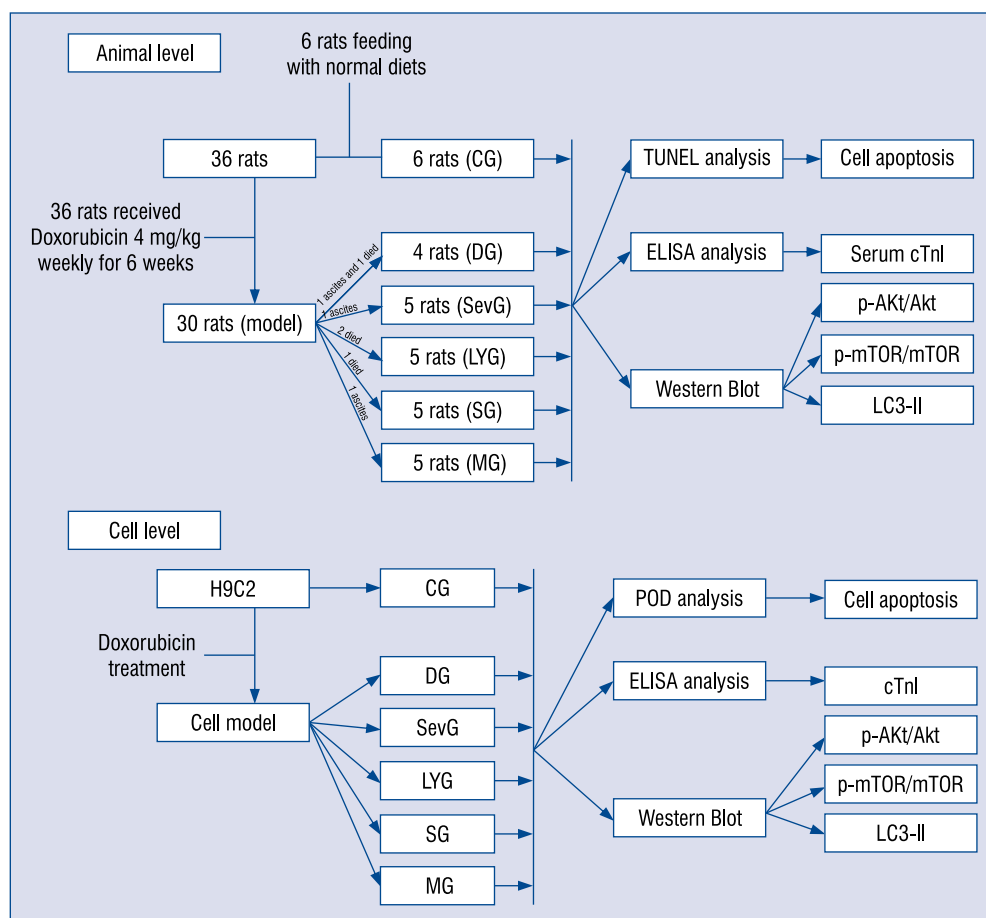 Animal level
6 rats feeding
with normal diets
36 rats
6 rats (CG)
TUNEL analysis
Cell apoptosis
36 rats received
Doxorubicin 4 mg/kg
weekly for 6 weeks
1 ascites and 1 died
4 rats (DG)
ELISA analysis
Serum cTnI
1 ascites
5 rats (SevG)
p-AKt/Akt
30 rats (model)
2 died
5 rats (LYG)
p-mTOR/mTOR
Western Blot
1 died
5 rats (SG)
LC3-II
1 ascites
5 rats (MG)
Cell level
H9C2
CG
POD analysis
Cell apoptosis
Doxorubicin
treatment
DG
ELISA analysis
cTnI
Cell model
SevG
p-AKt/Akt
LYG
p-mTOR/mTOR
Western Blot
SG
LC3-II
MG